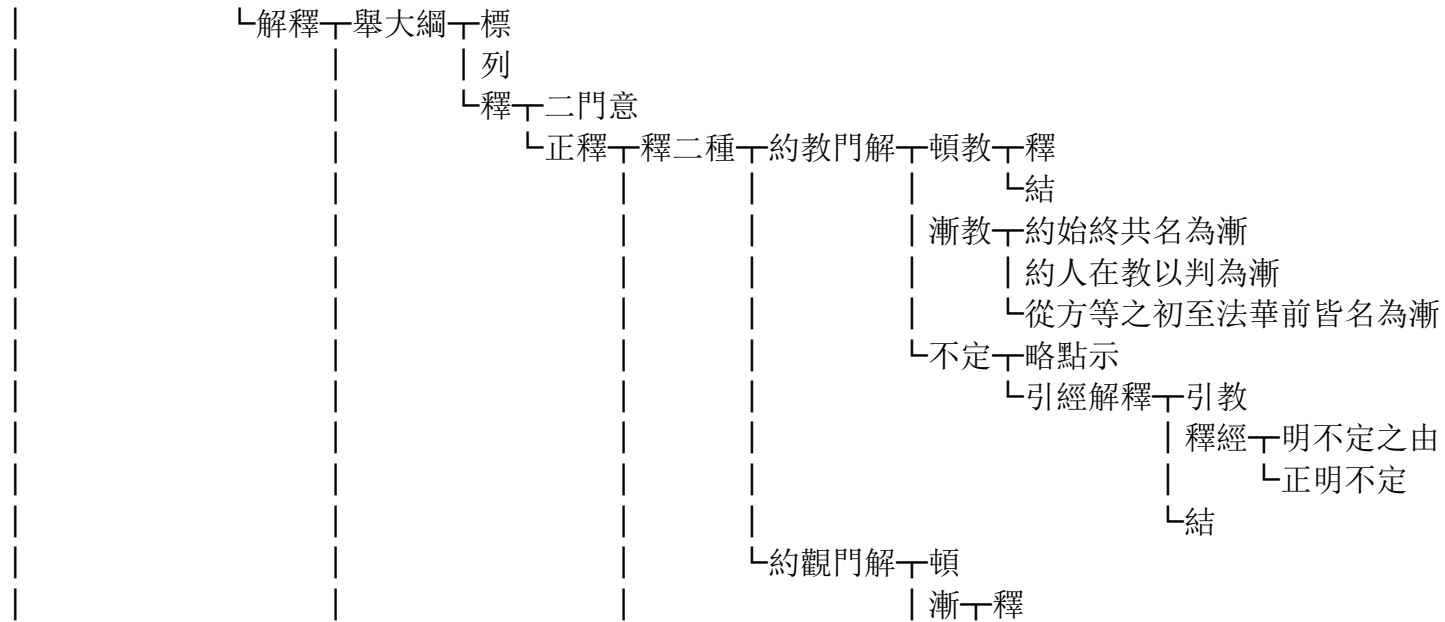 │　　　　　　　└解釋┬舉大綱┬標
│　　　　　　　　　　│　　　│列
│　　　　　　　　　　│　　　└釋┬二門意
│　　　　　　　　　　│　　　　　└正釋┬釋二種┬約教門解┬頓教┬釋
│　　　　　　　　　　│　　　　　　　　│　　　│　　　　│　　└結
│　　　　　　　　　　│　　　　　　　　│　　　│　　　　│漸教┬約始終共名為漸
│　　　　　　　　　　│　　　　　　　　│　　　│　　　　│　　│約人在教以判為漸
│　　　　　　　　　　│　　　　　　　　│　　　│　　　　│　　└從方等之初至法華前皆名為漸
│　　　　　　　　　　│　　　　　　　　│　　　│　　　　└不定┬略點示
│　　　　　　　　　　│　　　　　　　　│　　　│　　　　　　　└引經解釋┬引教
│　　　　　　　　　　│　　　　　　　　│　　　│　　　　　　　　　　　　│釋經┬明不定之由
│　　　　　　　　　　│　　　　　　　　│　　　│　　　　　　　　　　　　│　　└正明不定
│　　　　　　　　　　│　　　　　　　　│　　　│　　　　　　　　　　　　└結
│　　　　　　　　　　│　　　　　　　　│　　　└約觀門解┬頓
│　　　　　　　　　　│　　　　　　　　│　　　　　　　　│漸┬釋